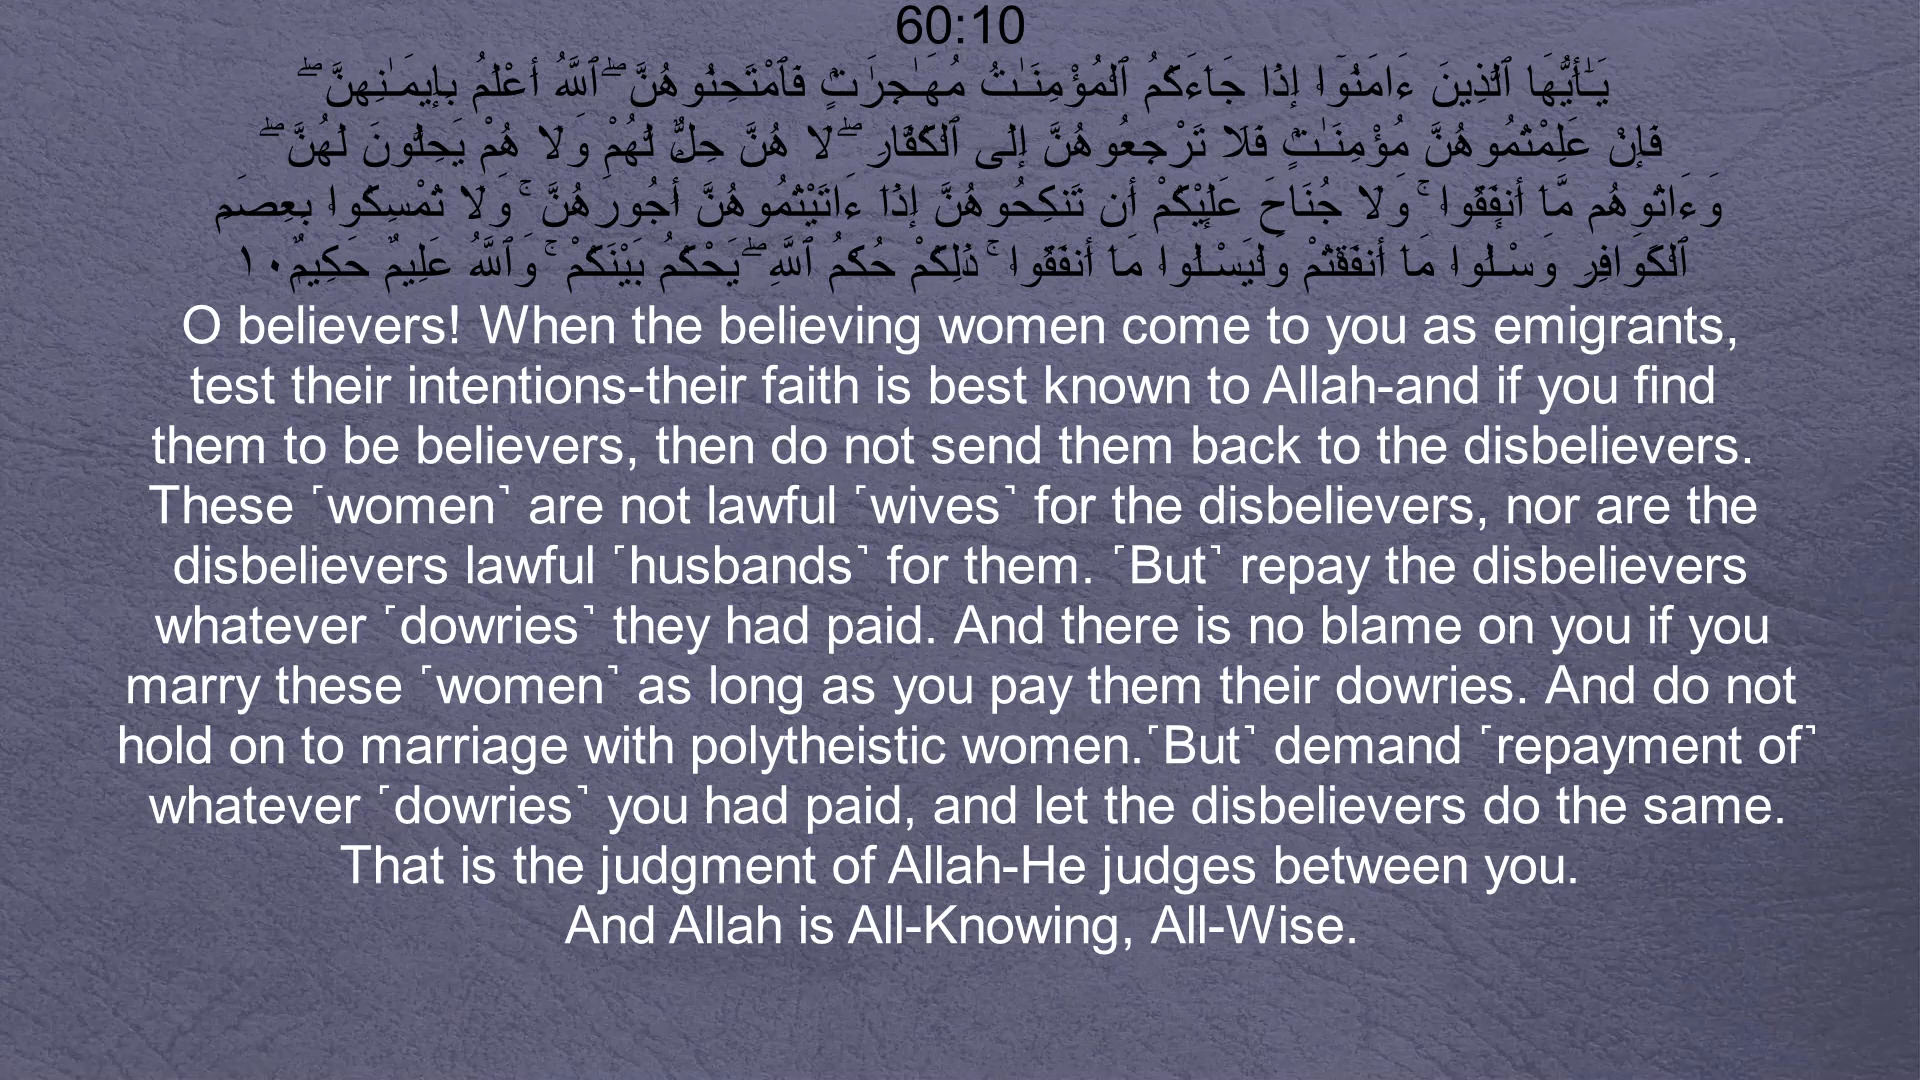 60:10
يَـٰٓأَيُّهَا ٱلَّذِينَ ءَامَنُوٓا۟ إِذَا جَآءَكُمُ ٱلْمُؤْمِنَـٰتُ مُهَـٰجِرَٰتٍۢ فَٱمْتَحِنُوهُنَّ ۖ ٱللَّهُ أَعْلَمُ بِإِيمَـٰنِهِنَّ ۖ
فَإِنْ عَلِمْتُمُوهُنَّ مُؤْمِنَـٰتٍۢ فَلَا تَرْجِعُوهُنَّ إِلَى ٱلْكُفَّارِ ۖ لَا هُنَّ حِلٌّۭ لَّهُمْ وَلَا هُمْ يَحِلُّونَ لَهُنَّ ۖ
وَءَاتُوهُم مَّآ أَنفَقُوا۟ ۚ وَلَا جُنَاحَ عَلَيْكُمْ أَن تَنكِحُوهُنَّ إِذَآ ءَاتَيْتُمُوهُنَّ أُجُورَهُنَّ ۚ وَلَا تُمْسِكُوا۟ بِعِصَمِ
ٱلْكَوَافِرِ وَسْـَٔلُوا۟ مَآ أَنفَقْتُمْ وَلْيَسْـَٔلُوا۟ مَآ أَنفَقُوا۟ ۚ ذَٰلِكُمْ حُكْمُ ٱللَّهِ ۖ يَحْكُمُ بَيْنَكُمْ ۚ وَٱللَّهُ عَلِيمٌ حَكِيمٌۭ ١٠
O believers! When the believing women come to you as emigrants,
test their intentions-their faith is best known to Allah-and if you find
them to be believers, then do not send them back to the disbelievers.
These ˹women˺ are not lawful ˹wives˺ for the disbelievers, nor are the
disbelievers lawful ˹husbands˺ for them. ˹But˺ repay the disbelievers
whatever ˹dowries˺ they had paid. And there is no blame on you if you
marry these ˹women˺ as long as you pay them their dowries. And do not
hold on to marriage with polytheistic women.˹But˺ demand ˹repayment of˺
whatever ˹dowries˺ you had paid, and let the disbelievers do the same.
That is the judgment of Allah-He judges between you.
And Allah is All-Knowing, All-Wise.